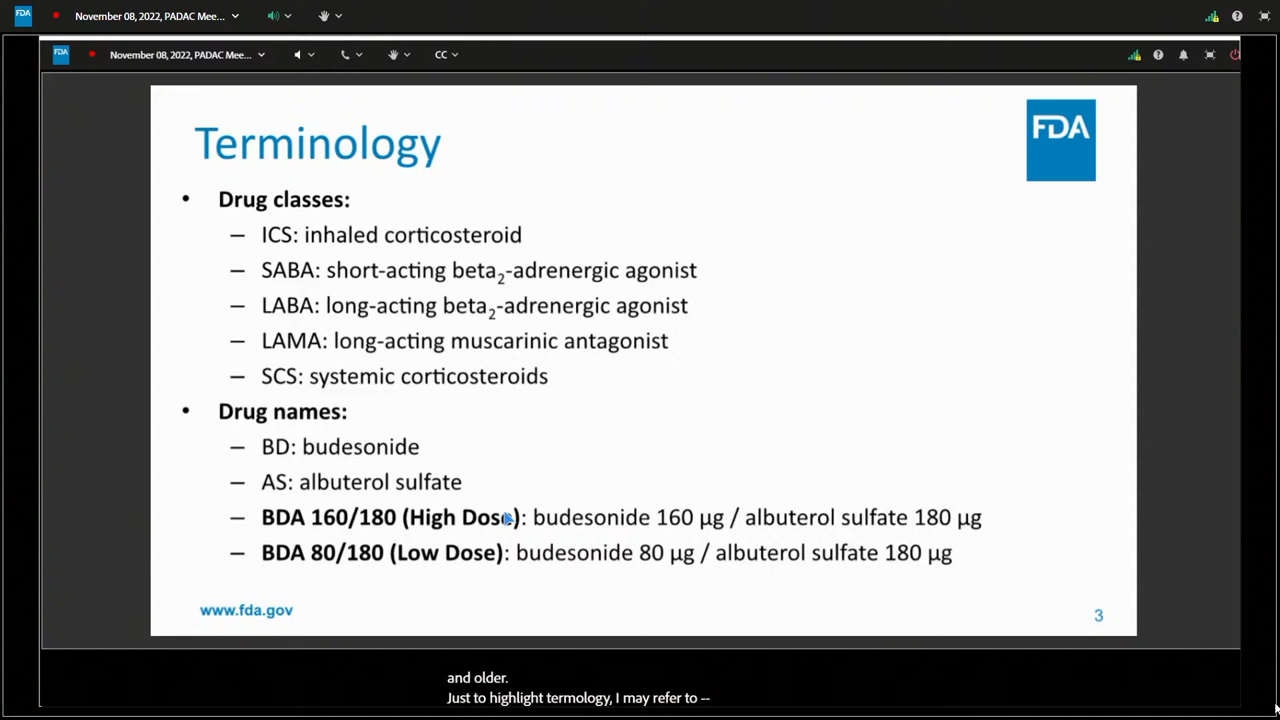 FDA
November 08, 2022, PADAC Mee...
FDA
November 08, 2022, PADAC Mee...
CC
Terminology
FDA
• Drug classes:
– ICS: inhaled corticosteroid
– SABA: short-acting beta₂-adrenergic agonist
– LABA: long-acting beta₂-adrenergic agonist
– LAMA: long-acting muscarinic antagonist
– SCS: systemic corticosteroids
• Drug names:
– BD: budesonide
– AS: albuterol sulfate
– BDA 160/180 (High Dose): budesonide 160 µg / albuterol sulfate 180 µg
– BDA 80/180 (Low Dose): budesonide 80 µg / albuterol sulfate 180 µg
www.fda.gov
3
and older.
Just to highlight termology, I may refer to --